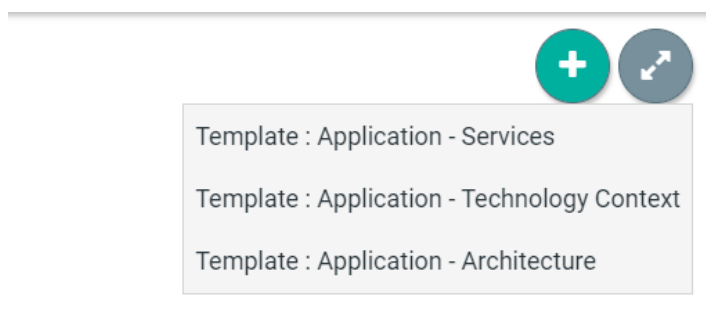 Template : Application - Services
Template : Application - Technology Context
Template : Application - Architecture